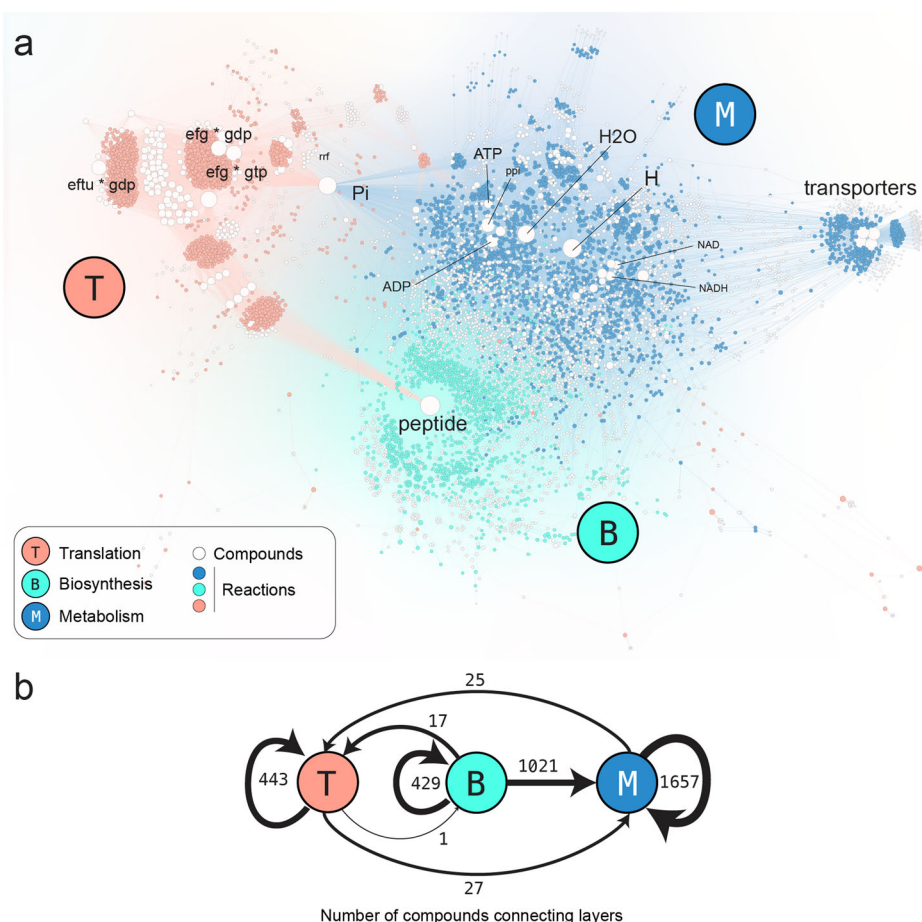 a
M
efg * gdp
H2O
rrf
ATP
efg * gtp
ppi
eftu * gdp
Pi
H
transporters
NAD
T
ADP
NADH
peptide
B
T Translation
Compounds
B Biosynthesis
Reactions
M Metabolism
b
25
17
443
T
429
B
1021
M
1657
1
27
Number of compounds connecting layers